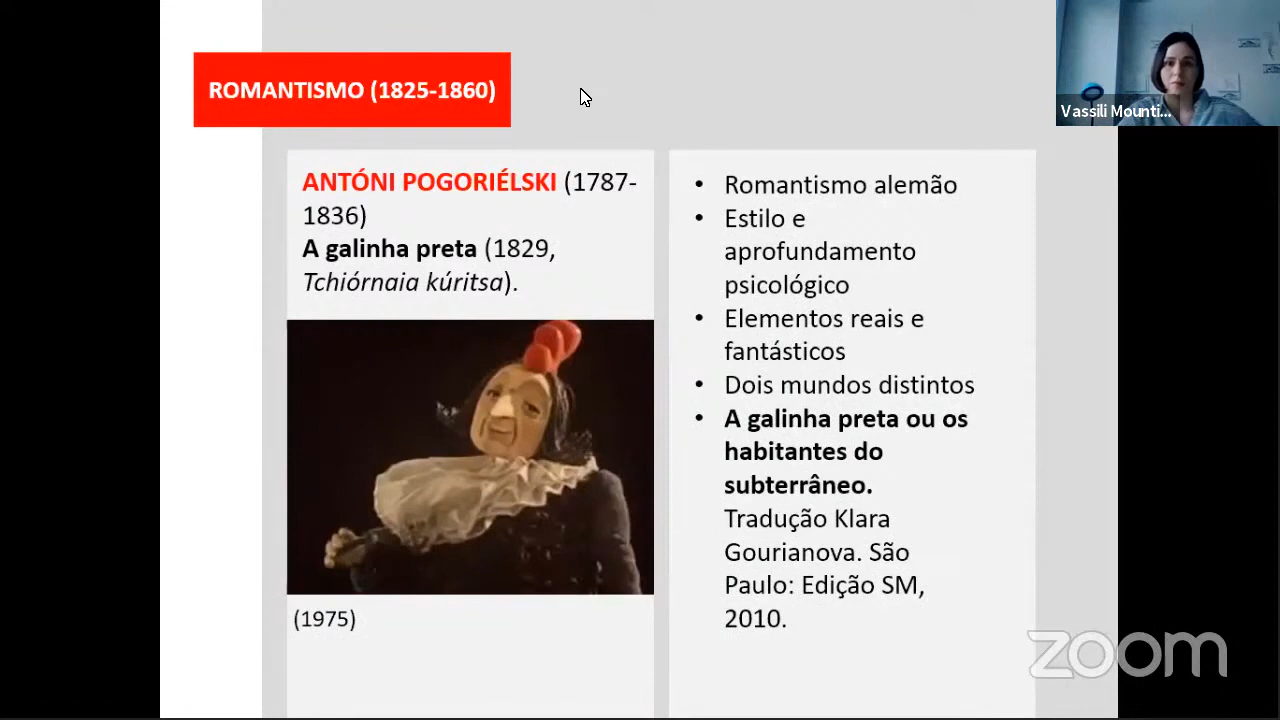 ROMANTISMO (1825-1860)
Vassili Mounti...
ANTÓNI POGORIÉLSKI (1787-
1836)
A galinha preta (1829,
Tchiórnaia kúritsa).
(1975)
• Romantismo alemão
• Estilo e
aprofundamento
psicológico
• Elementos reais e
fantásticos
• Dois mundos distintos
• A galinha preta ou os
habitantes do
subterrâneo.
Tradução Klara
Gourianova. São
Paulo: Edição SM,
2010.
zoom